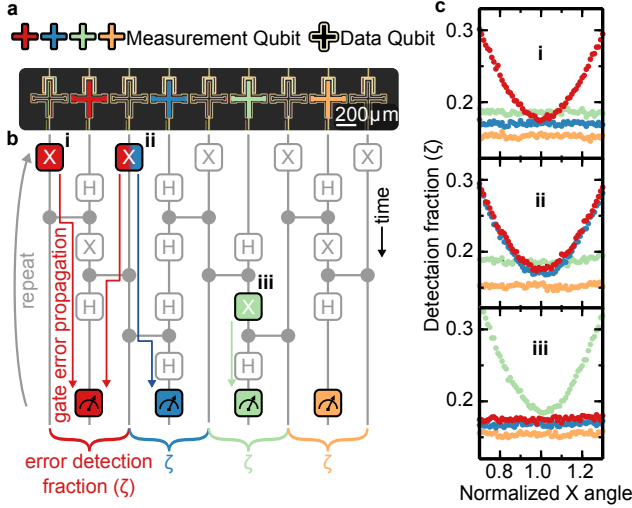 a
Measurement Qubit
Data Qubit
200μm
b
i
ii
X
X
X
X
X
H
H
H
X
H
H
X
H
H
iii
X
H
H
H
repeat
gate error propagation
time
error detection
fraction (ζ)
ζ
ζ
ζ
c
0.3
i
0.2
0.3
ii
0.2
0.3
iii
0.2
Detectaion fraction (ζ)
0.8
1.0
1.2
Normalized X angle